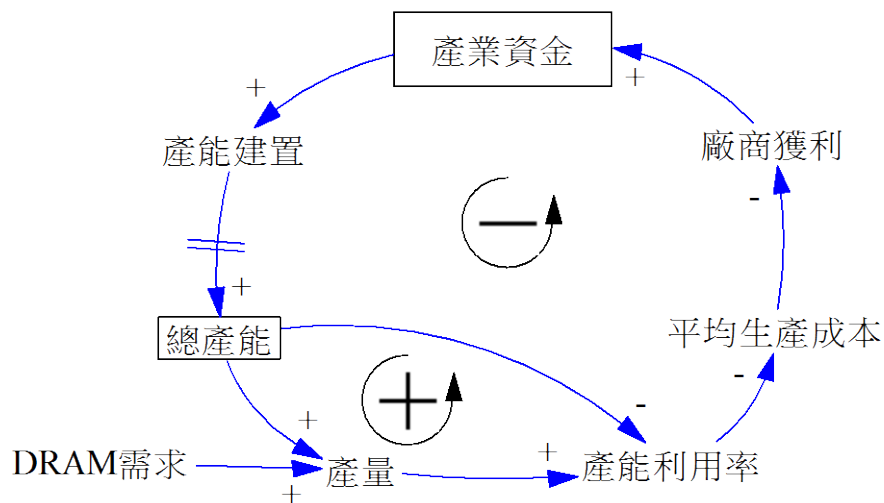 產業資金
+
+
產能建置
廠商獲利
-
—
+
總產能
平均生產成本
-
+
-
+
+
DRAM需求
+
產量
產能利用率